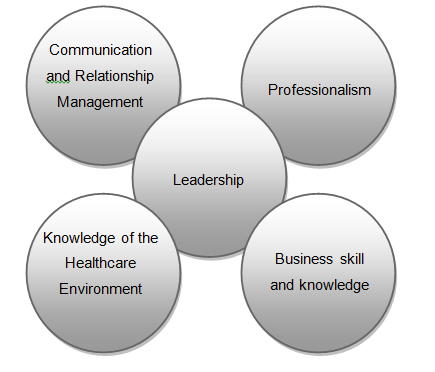 Communication
and Relationship
Management
Professionalism
Leadership
Knowledge of the
Healthcare
Environment
Business skill
and knowledge